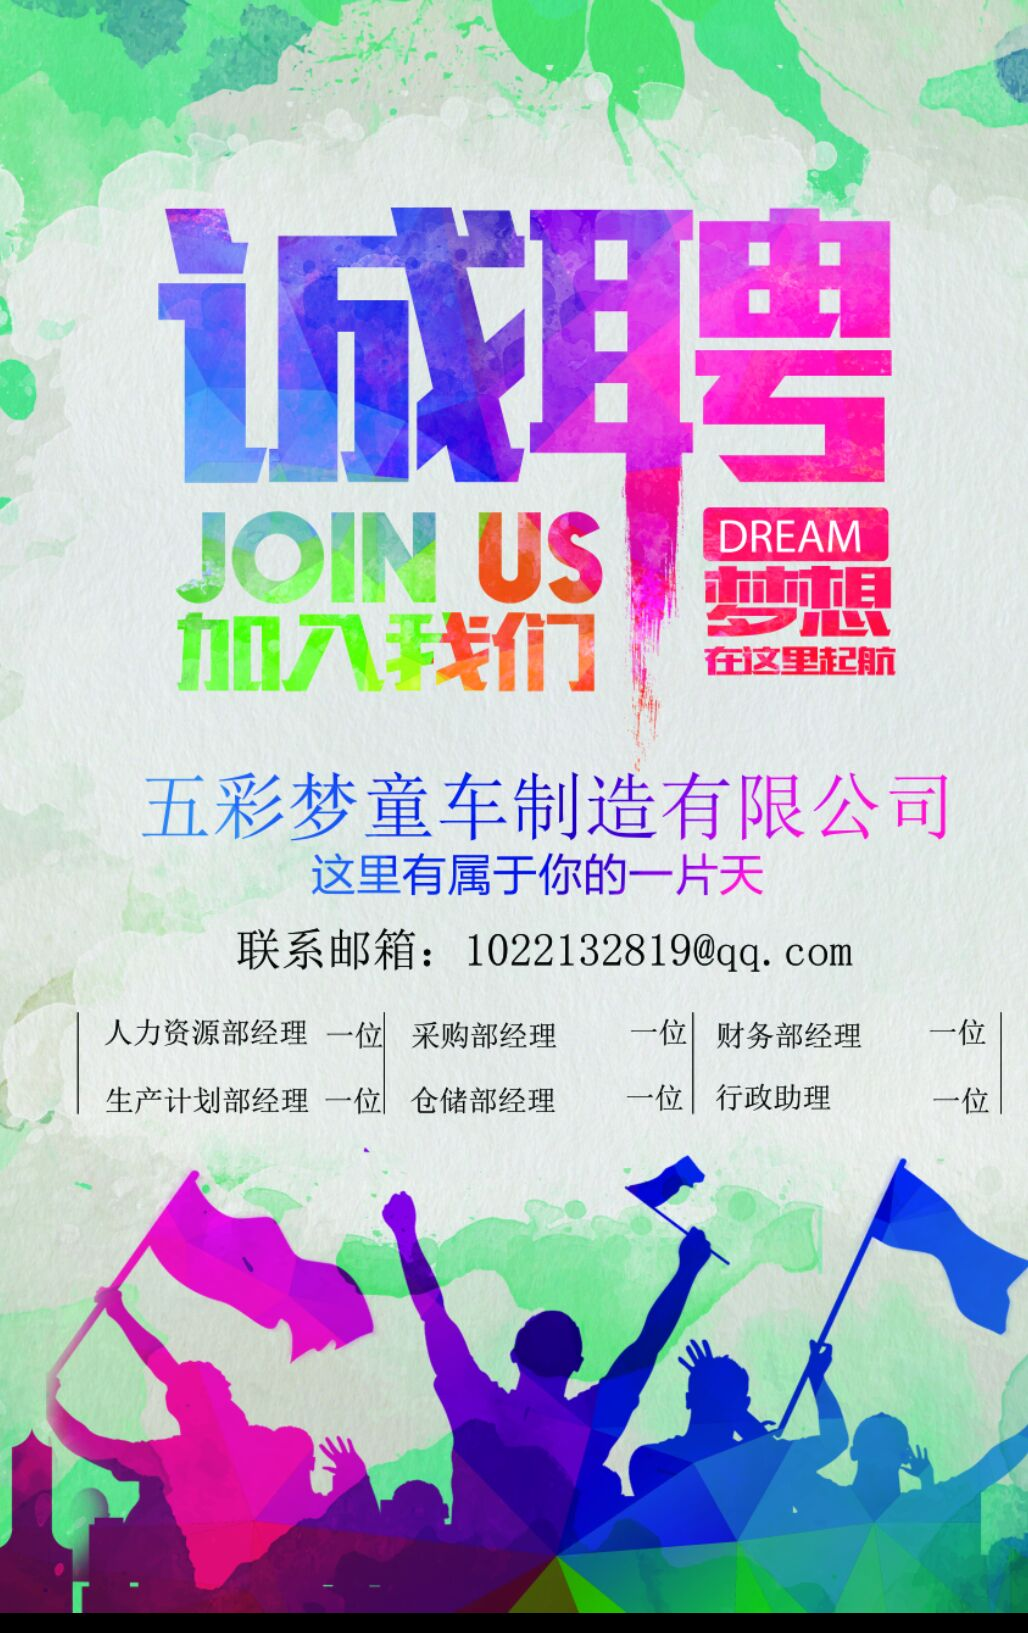 诚聘
JOIN US
加入我们
DREAM
梦想
在这里起航
五彩梦童车制造有限公司
这里有属于你的一片天
联系邮箱：1022132819@qq.com
人力资源部经理 一位 采购部经理 一位 财务部经理 一位
生产计划部经理 一位 仓储部经理 一位 行政助理 一位